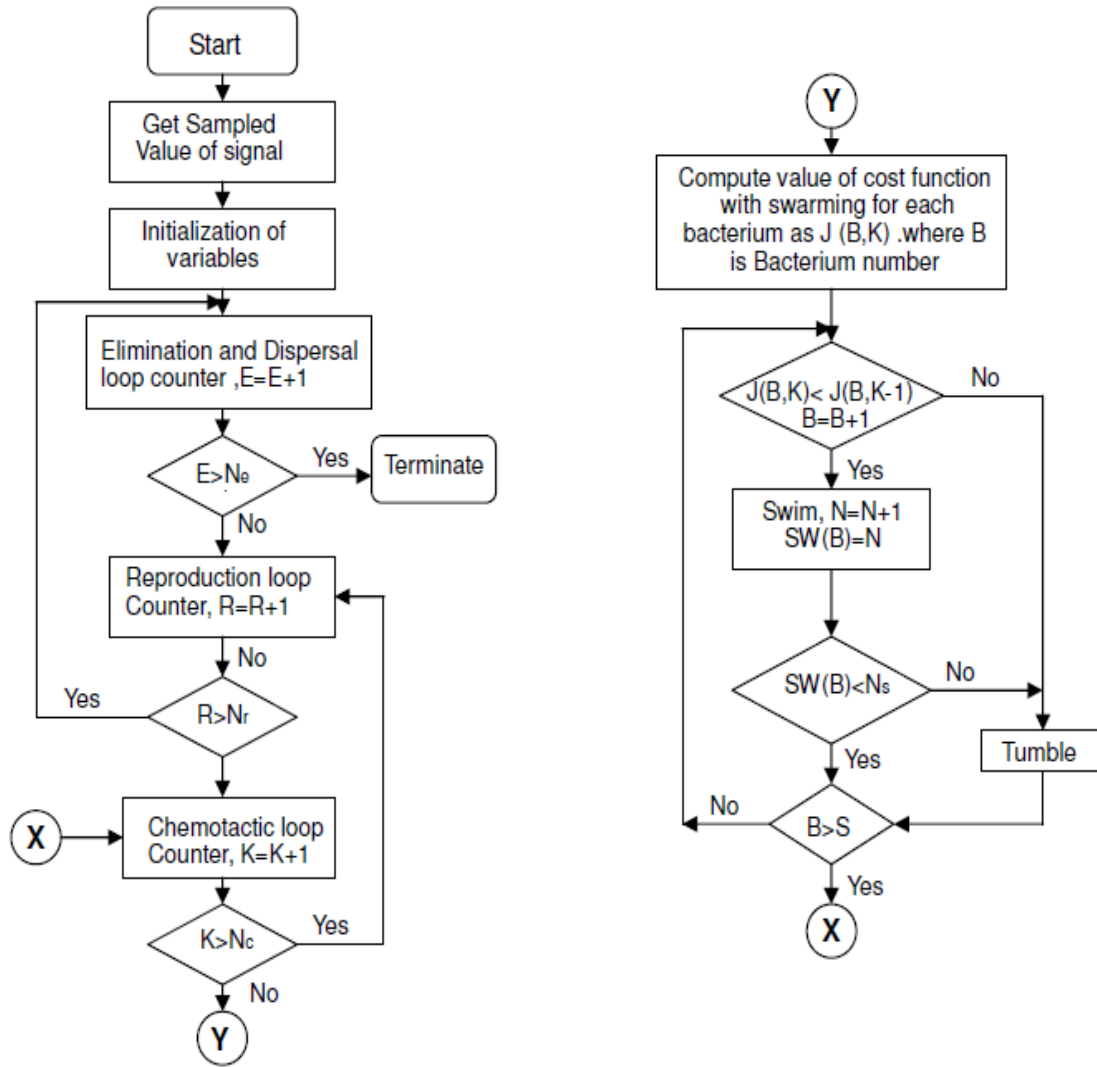 Start
Get Sampled
Value of signal
Initialization of
variables
Elimination and Dispersal
loop counter ,E=E+1
E>Ne
Yes
Terminate
No
Reproduction loop
Counter, R=R+1
No
Yes
R>Nr
X
Chemotactic loop
Counter, K=K+1
K>Nc
Yes
No
Y
Y
Compute value of cost function
with swarming for each
bacterium as J (B,K) .where B
is Bacterium number
J(B,K)< J(B,K-1)
B=B+1
No
Yes
Swim, N=N+1
SW(B)=N
SW(B)<Ns
No
Tumble
Yes
No
B>S
Yes
X